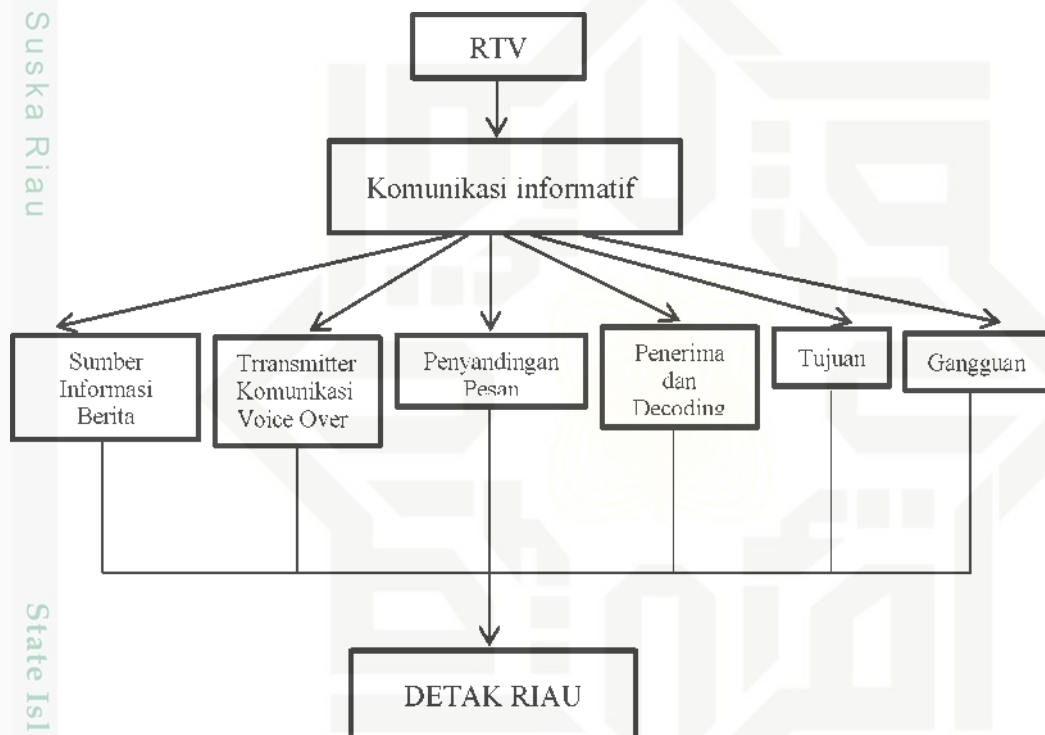 Suska Riau
State Isl
RTV
Komunikasi informatif
Sumber
Informasi
Berita
Trransmitter
Komunikasi
Voice Over
Penyandingan
Pesan
Penerima
dan
Decoding
Tujuan
Gangguan
DETAK RIAU